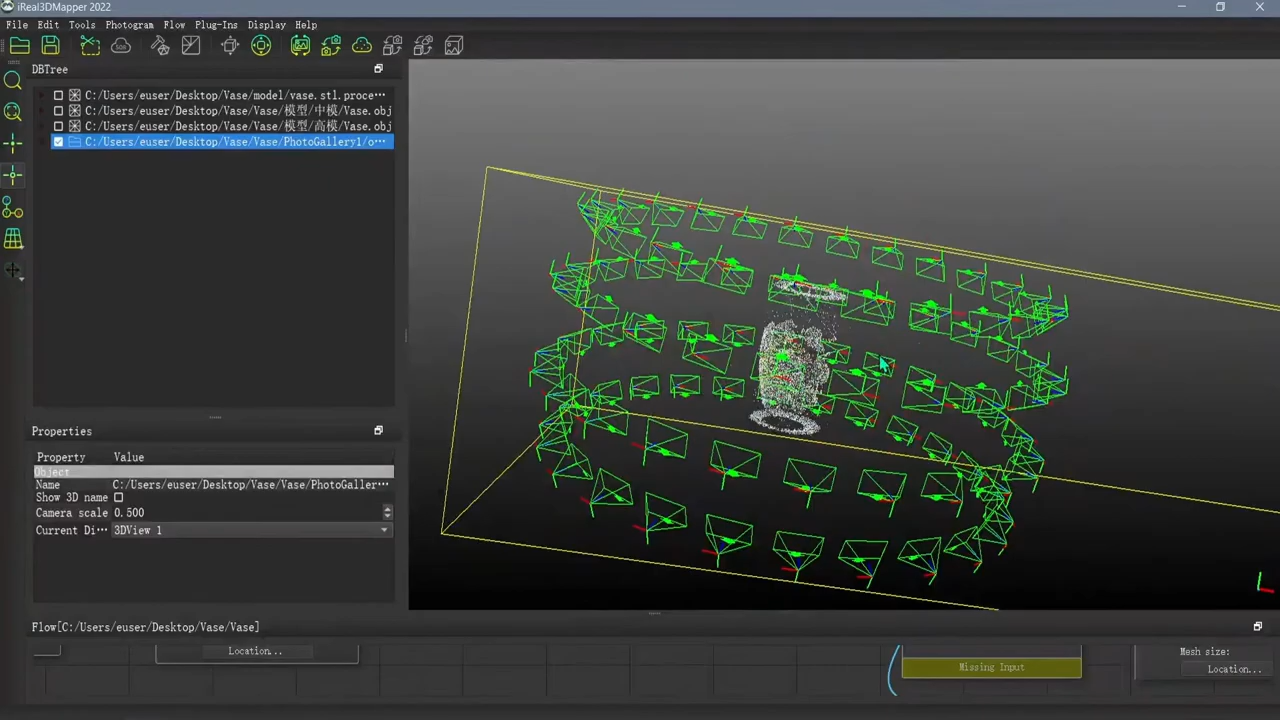 iReal3DMapper 2022
File Edit Tools Photogram Flow Plug-Ins Display Help
DBTree
C:/Users/euser/Desktop/Vase/model/vase.stl.proce···
C:/Users/euser/Desktop/Vase/Vase/模型/中模/Vase.obj
C:/Users/euser/Desktop/Vase/Vase/模型/高模/Vase.obj
C:/Users/euser/Desktop/Vase/Vase/PhotoGallery1/o···
Properties
Property Value
Object
Name C:/Users/euser/Desktop/Vase/Vase/PhotoGaller···
Show 3D name
Camera scale 0.500
Current Di··· 3DView 1
Flow[C:/Users/euser/Desktop/Vase/Vase]
Location...
Missing Input
Mesh size:
Location...